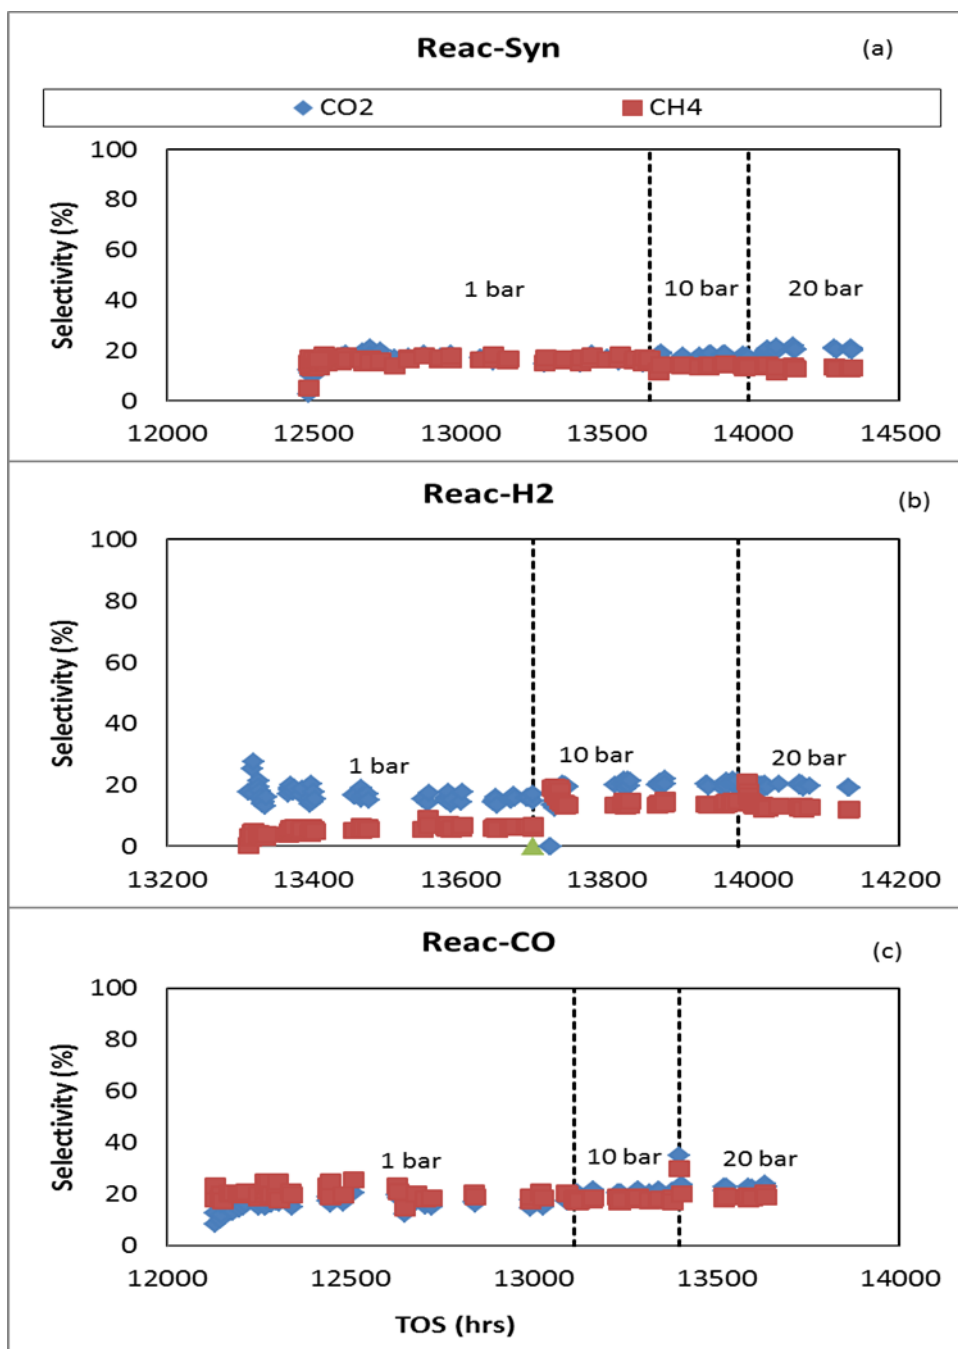 Reac-Syn
(a)
CO2 CH4
Selectivity (%)
100
80
60
40
20
0
1 bar
10 bar
20 bar
12000 12500 13000 13500 14000 14500
Reac-H2
(b)
Selectivity (%)
100
80
60
40
20
0
1 bar
10 bar
20 bar
13200 13400 13600 13800 14000 14200
Reac-CO
(c)
Selectivity (%)
100
80
60
40
20
0
1 bar
10 bar
20 bar
12000 12500 13000 13500 14000
TOS (hrs)